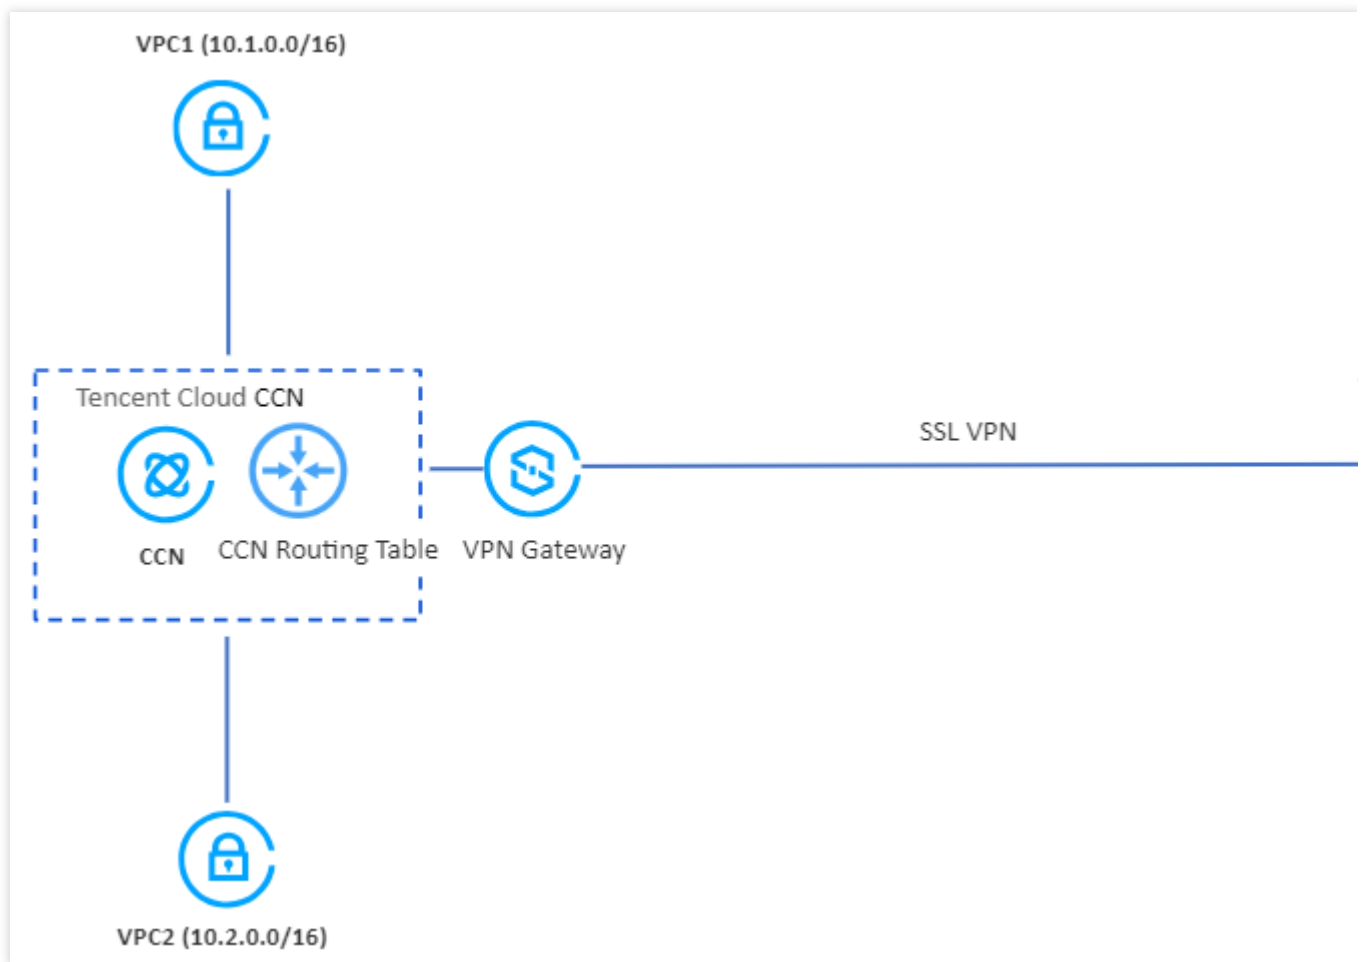 VPC1 (10.1.0.0/16)
Tencent Cloud CCN
SSL VPN
CCN
CCN Routing Table
VPN Gateway
VPC2 (10.2.0.0/16)